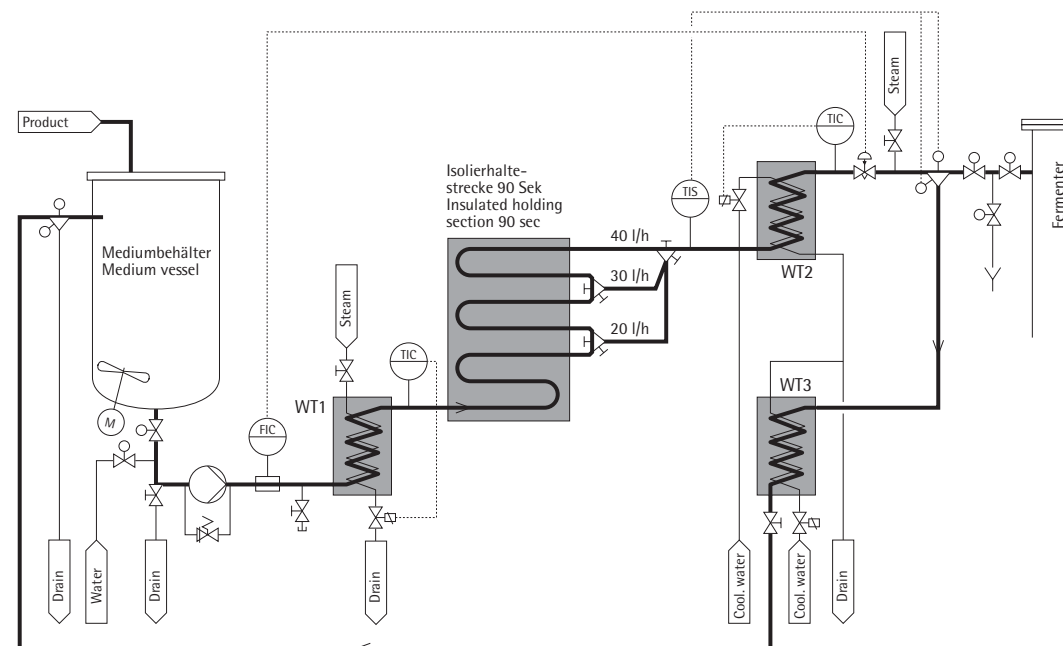 Product
Mediumbehälter
Medium vessel
M
Drain
Water
Drain
FIC
WT1
Steam
TIC
Drain
Isolierhalte-
strecke 90 Sek
Insulated holding
section 90 sec
40 l/h
30 l/h
20 l/h
TIS
TIC
WT2
Steam
Fermenter
WT3
Cool. water
Cool. water
Drain